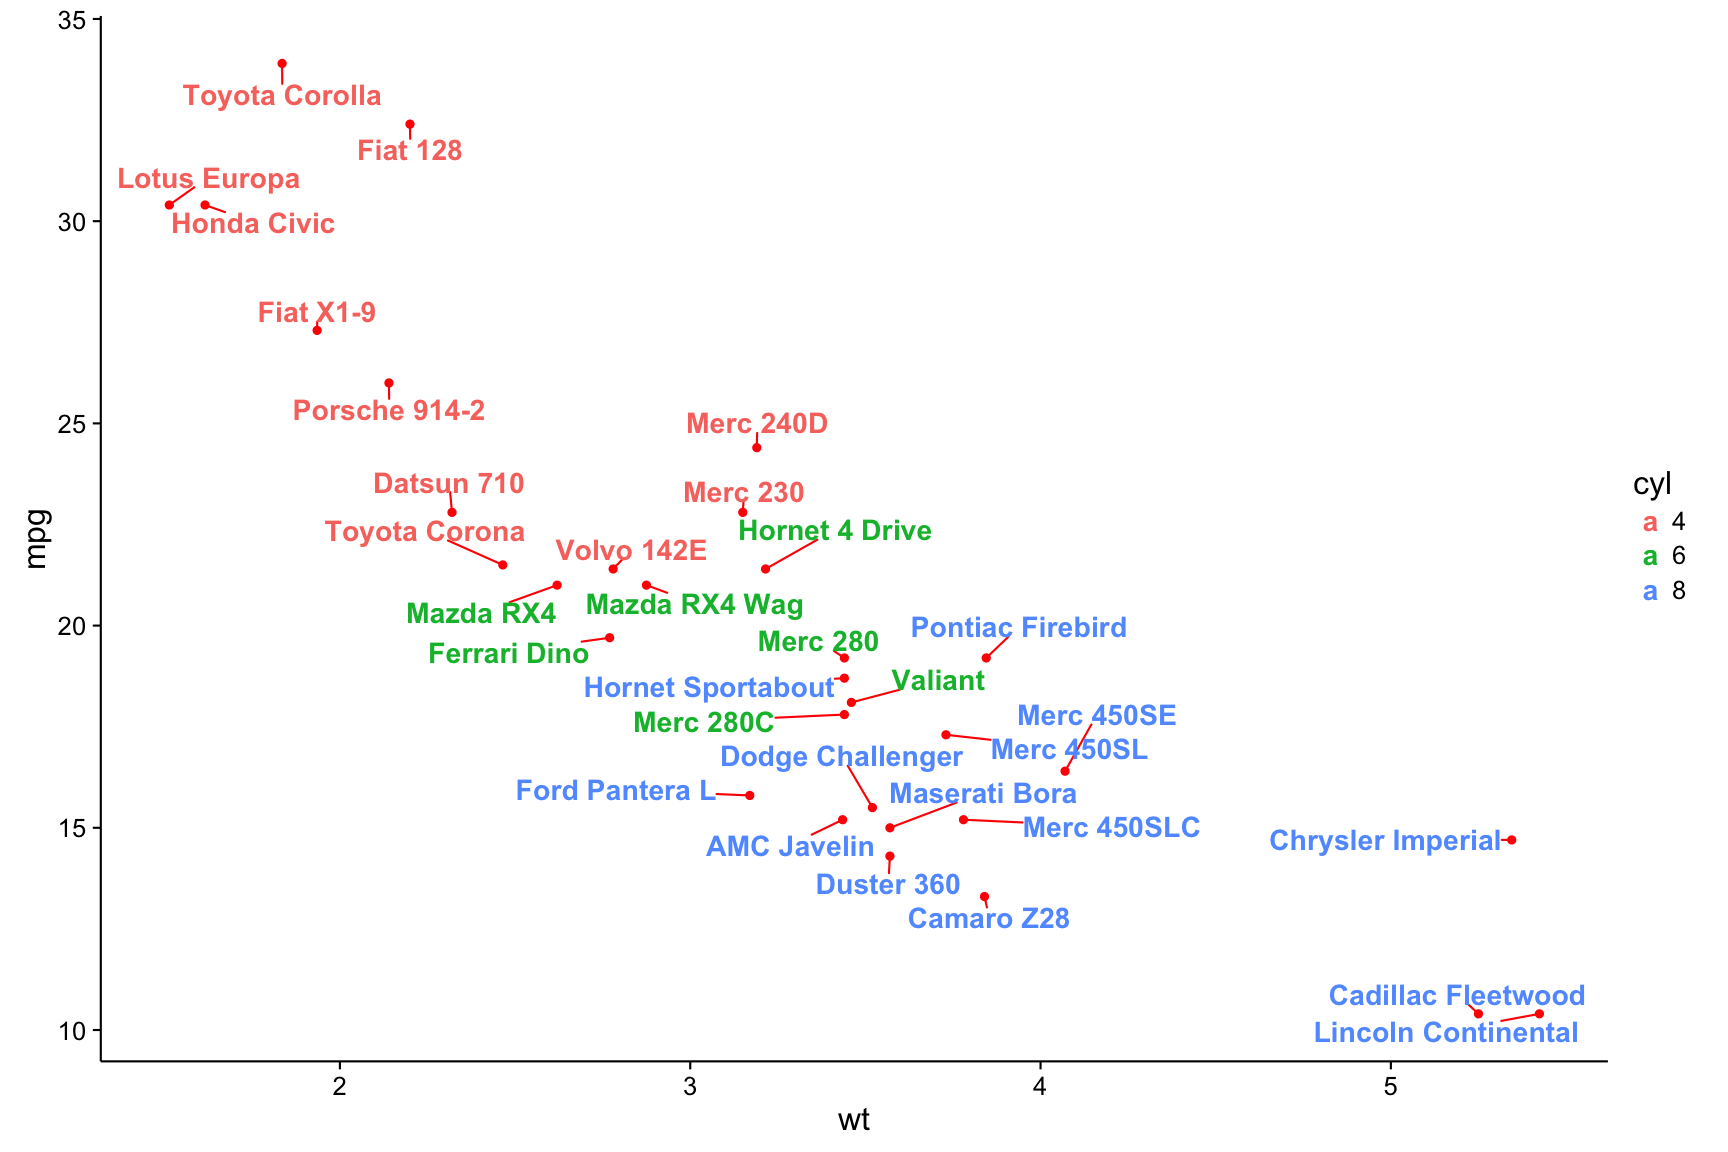 35
Toyota Corolla
Fiat 128
Lotus Europa
Honda Civic
30
Fiat X1-9
Porsche 914-2
25
Merc 240D
Datsun 710
Merc 230
Toyota Corona
Hornet 4 Drive
Volvo 142E
Mazda RX4
Mazda RX4 Wag
20
Pontiac Firebird
Merc 280
Ferrari Dino
Valiant
Hornet Sportabout
Merc 280C
Merc 450SE
Merc 450SL
Dodge Challenger
Ford Pantera L
Maserati Bora
15
Merc 450SLC
Chrysler Imperial
AMC Javelin
Duster 360
Camaro Z28
Cadillac Fleetwood
10
Lincoln Continental
2 3 4 5
wt
mpg
cyl
a 4
a 6
a 8